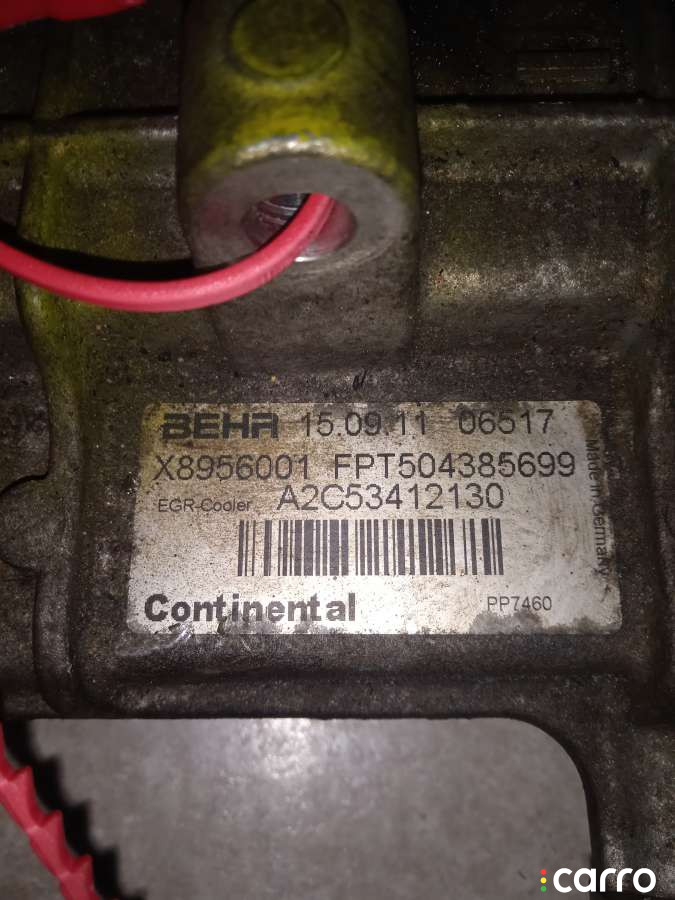 BEHR 15.09.11 06517
X8956001 FPT504385699
EGR-Cooler A2C53412130
Made in Germany
Continental PP7460
carro